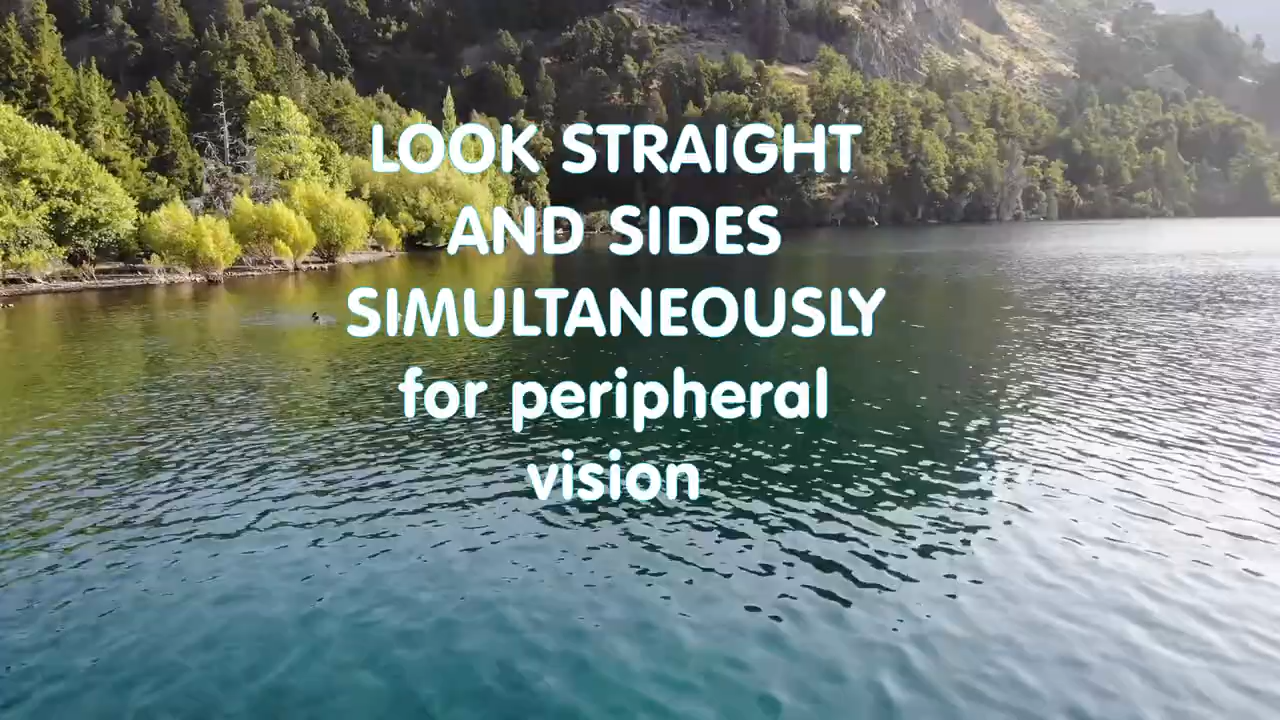 LOOK STRAIGHT
AND SIDES
SIMULTANEOUSLY
for peripheral
vision